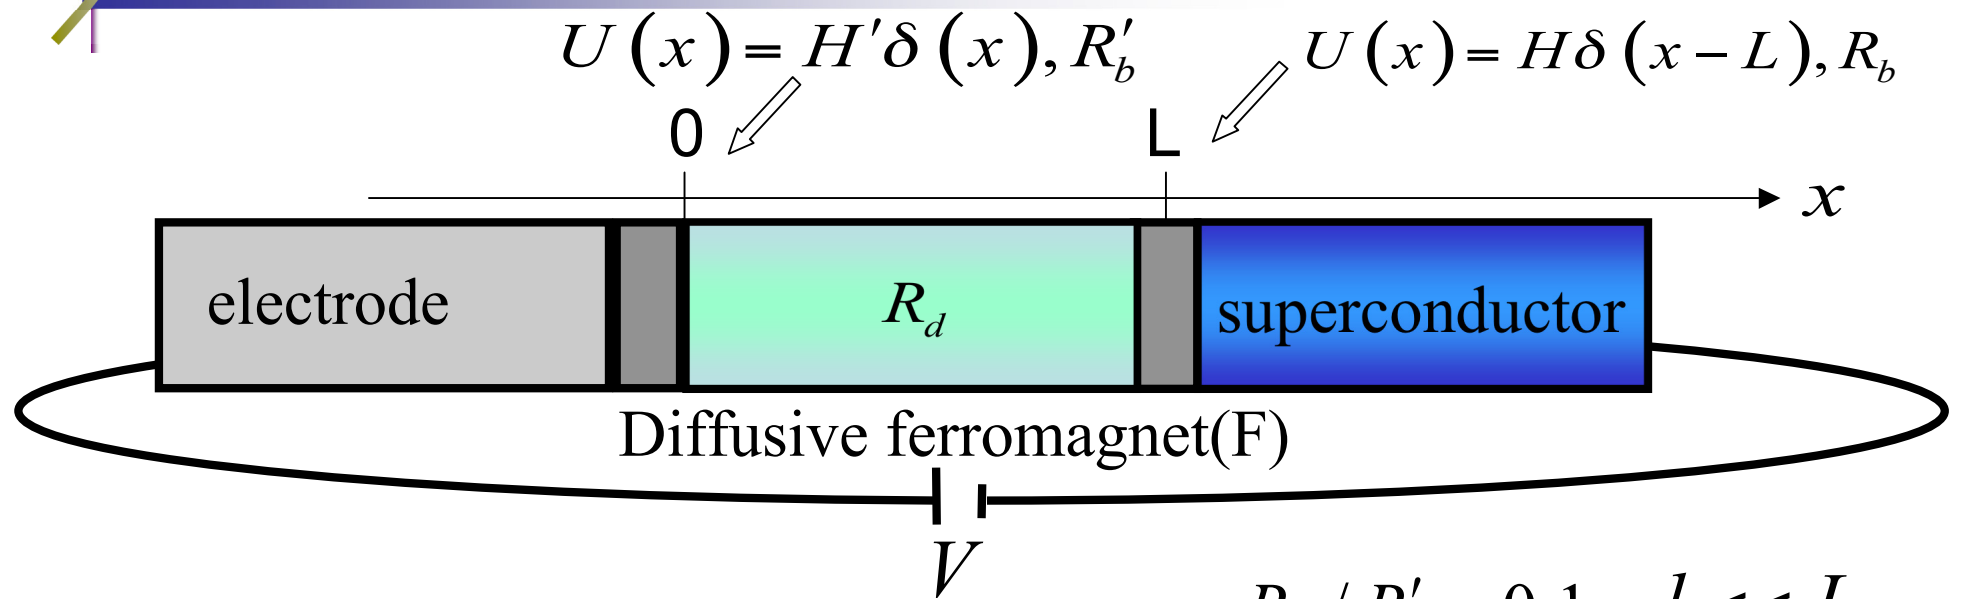 U(x) = H′δ(x), R′_b
U(x) = Hδ(x − L), R_b
0
L
x
electrode
R_d
superconductor
Diffusive ferromagnet(F)
V